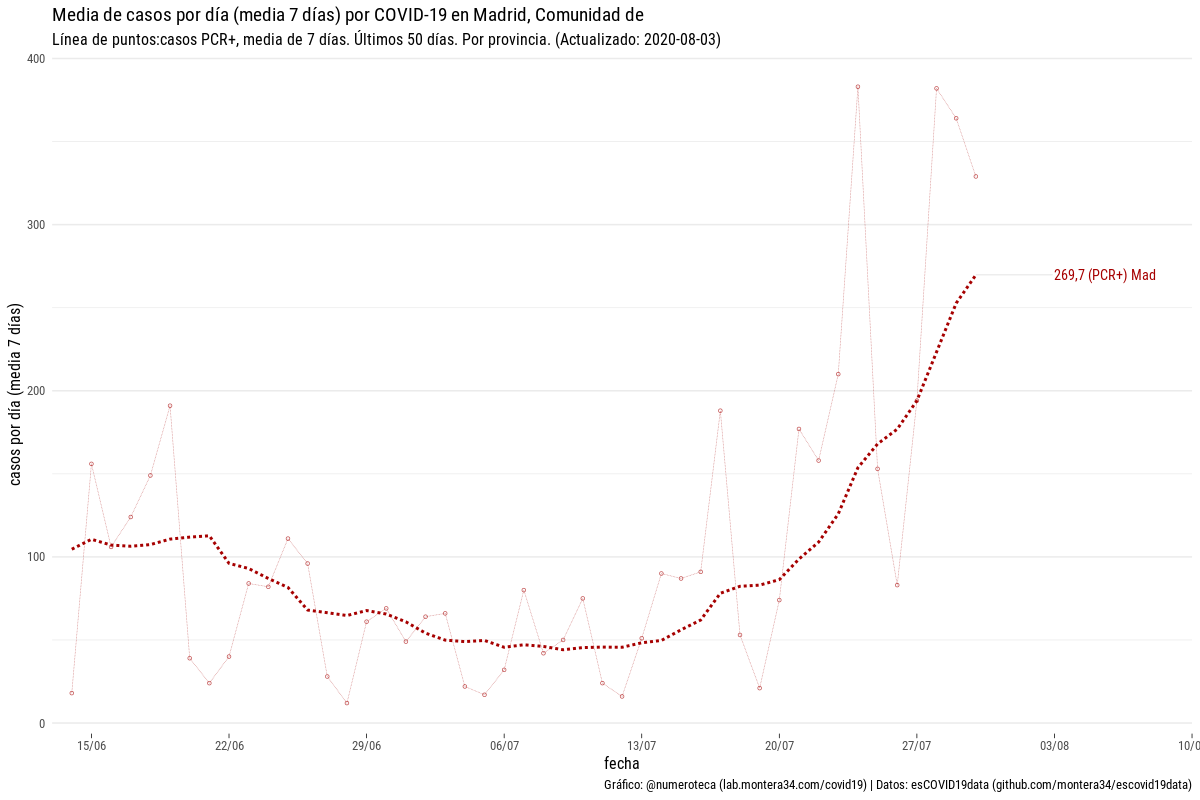 Media de casos por día (media 7 días) por COVID-19 en Madrid, Comunidad de
Línea de puntos:casos PCR+, media de 7 días. Últimos 50 días. Por provincia. (Actualizado: 2020-08-03)
casos por día (media 7 días)
400
300
200
100
0
269,7 (PCR+) Mad
15/06 22/06 29/06 06/07 13/07 20/07 27/07 03/08 10/0
fecha
Gráfico: @numeroteca (lab.montera34.com/covid19) | Datos: esCOVID19data (github.com/montera34/escovid19data)